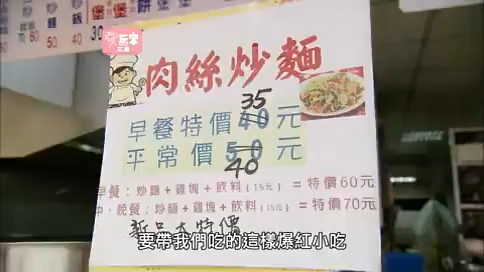 肉絲炒麵
35
早餐特價40元
平常價50元
40
早餐：炒麵+雞塊+飲料(15元) =特價60元
中、晚餐：炒麵+雞塊+飲料(15元) =特價70元
新品大特價
要帶我們吃的這樣爆紅小吃